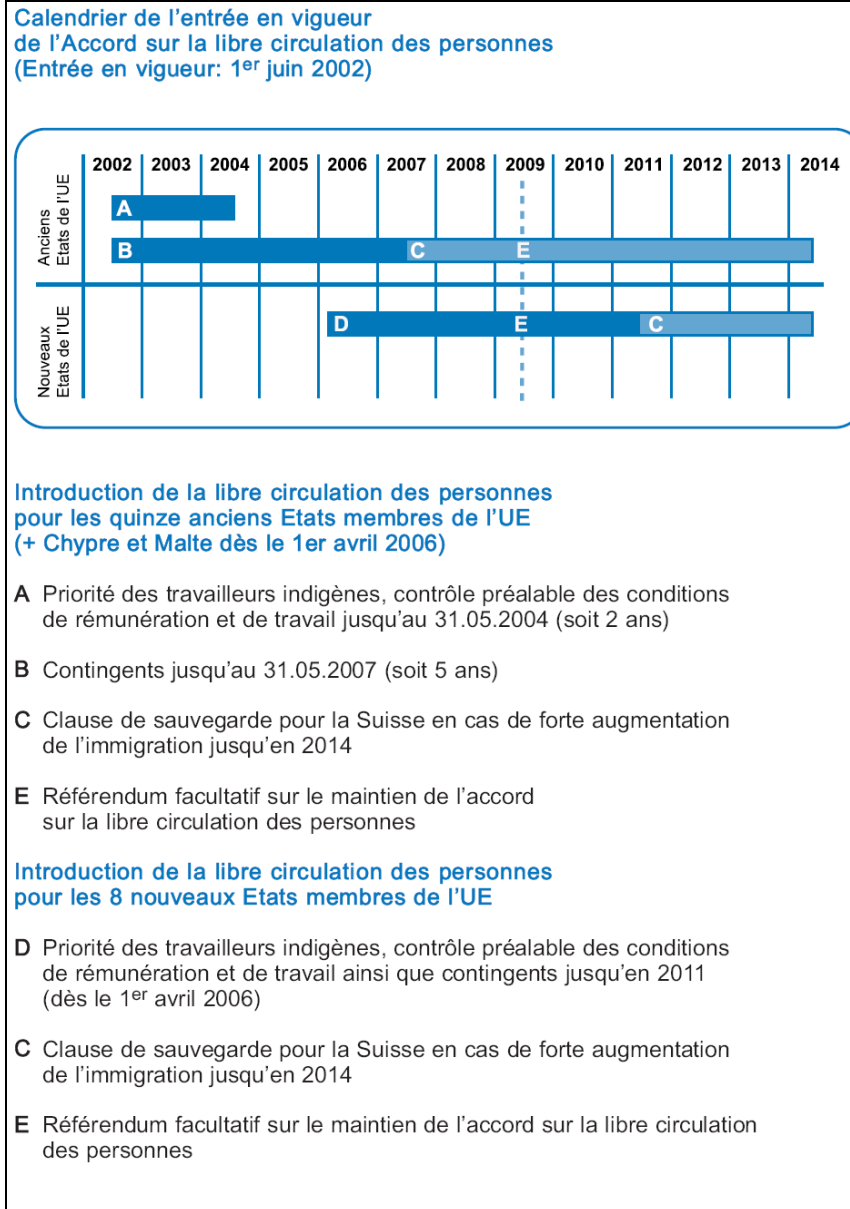 Calendrier de l'entrée en vigueur
de l'Accord sur la libre circulation des personnes
(Entrée en vigueur: 1er juin 2002)
2002 2003 2004 2005 2006 2007 2008 2009 2010 2011 2012 2013 2014
Anciens
Etats de l'UE
A
B C E
Nouveaux
Etats de l'UE
D E C
Introduction de la libre circulation des personnes
pour les quinze anciens Etats membres de l'UE
(+ Chypre et Malte dès le 1er avril 2006)
A Priorité des travailleurs indigènes, contrôle préalable des conditions
de rémunération et de travail jusqu'au 31.05.2004 (soit 2 ans)
B Contingents jusqu'au 31.05.2007 (soit 5 ans)
C Clause de sauvegarde pour la Suisse en cas de forte augmentation
de l'immigration jusqu'en 2014
E Référendum facultatif sur le maintien de l'accord
sur la libre circulation des personnes
Introduction de la libre circulation des personnes
pour les 8 nouveaux Etats membres de l'UE
D Priorité des travailleurs indigènes, contrôle préalable des conditions
de rémunération et de travail ainsi que contingents jusqu'en 2011
(dès le 1er avril 2006)
C Clause de sauvegarde pour la Suisse en cas de forte augmentation
de l'immigration jusqu'en 2014
E Référendum facultatif sur le maintien de l'accord sur la libre circulation
des personnes